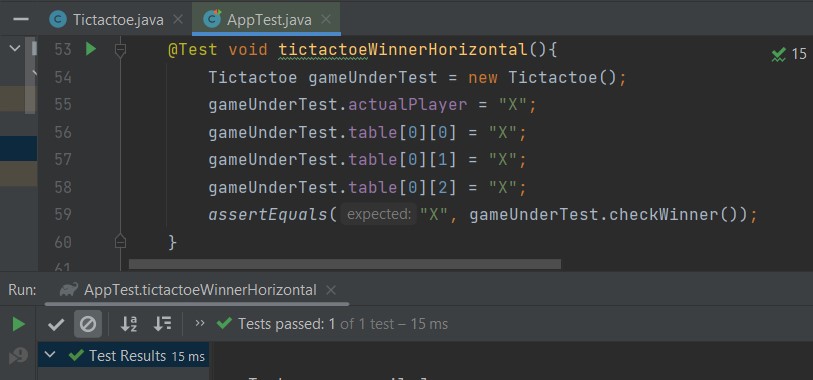 Tictactoe.java AppTest.java
53 @Test void tictactoeWinnerHorizontal(){ 15
54 Tictactoe gameUnderTest = new Tictactoe();
55 gameUnderTest.actualPlayer = "X";
56 gameUnderTest.table[0][0] = "X";
57 gameUnderTest.table[0][1] = "X";
58 gameUnderTest.table[0][2] = "X";
59 assertEquals( expected: "X", gameUnderTest.checkWinner());
60 }
61
Run: AppTest.tictactoeWinnerHorizontal
Tests passed: 1 of 1 test – 15 ms
Test Results 15 ms